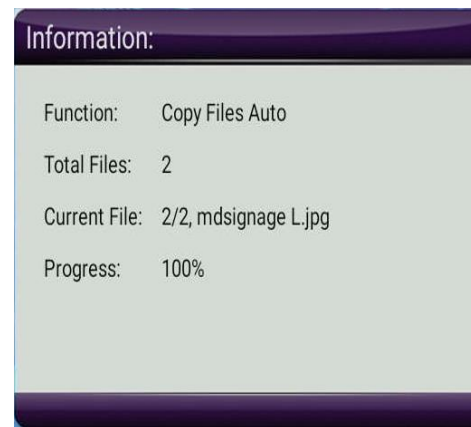 Information:
Function: Copy Files Auto
Total Files: 2
Current File: 2/2, mdsignage L.jpg
Progress: 100%